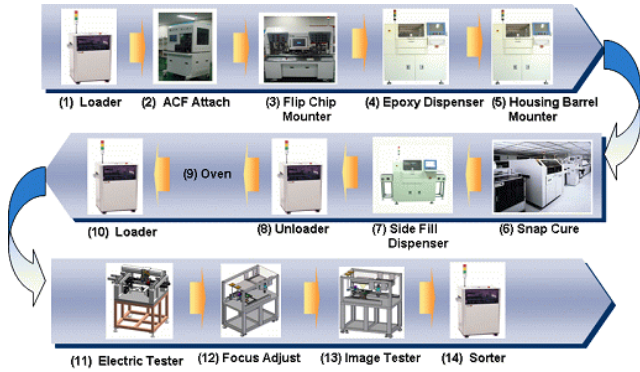 (1) Loader
(2) ACF Attach
(3) Flip Chip
Mounter
(4) Epoxy Dispenser
(5) Housing Barrel
Mounter
(6) Snap Cure
(7) Side Fill
Dispenser
(8) Unloader
(9) Oven
(10) Loader
(11) Electric Tester
(12) Focus Adjust
(13) Image Tester
(14) Sorter